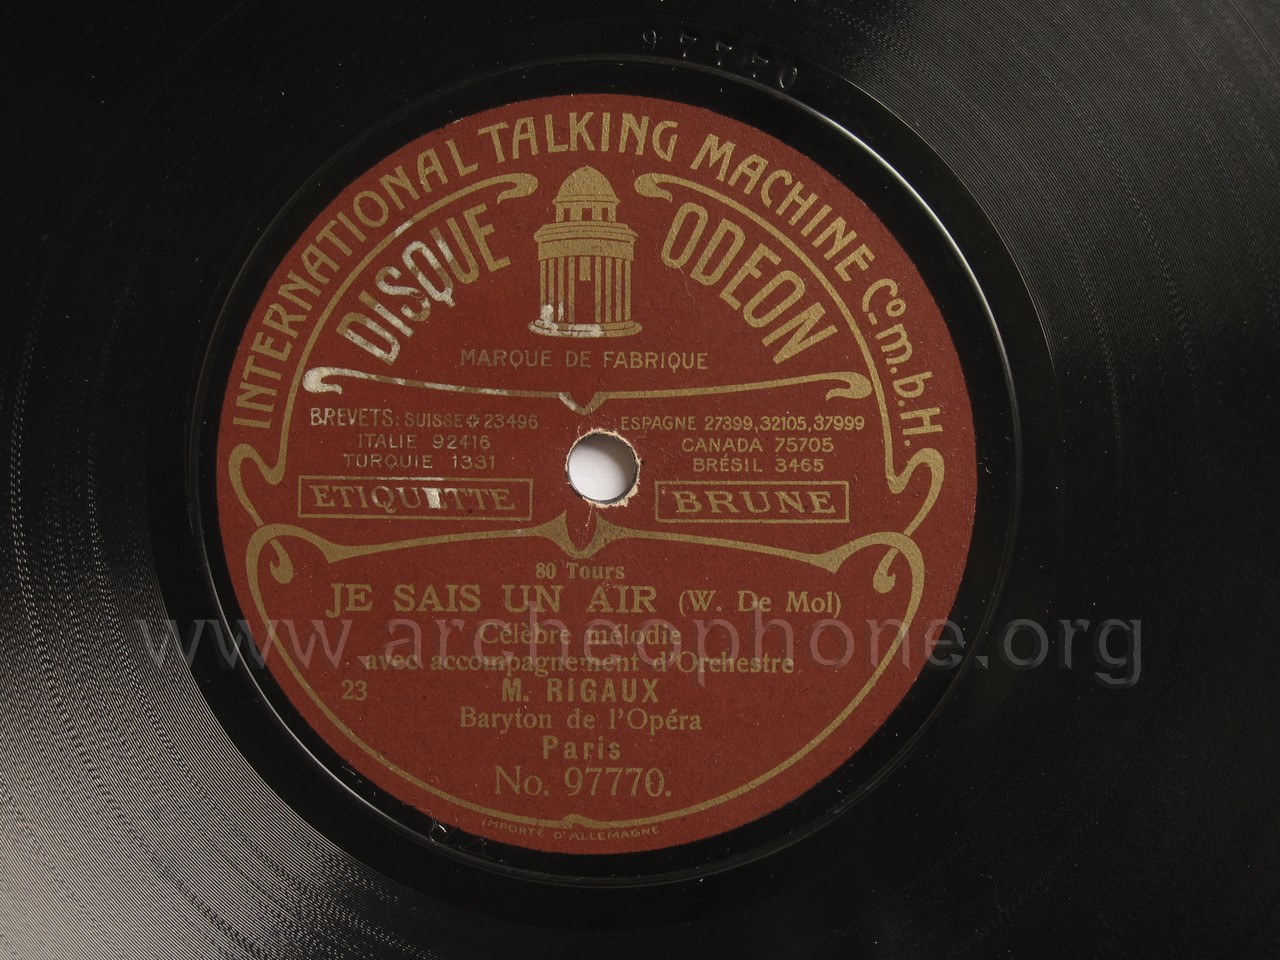 97770
INTERNATIONAL TALKING MACHINE Co. m. b. H.
DISQUE ODEON
MARQUE DE FABRIQUE
BREVETS: SUISSE 23496
ITALIE 92416
TURQUIE 1331
ESPAGNE 27399, 32105, 37999
CANADA 75705
BRÉSIL 3465
ETIQUETTE BRUNE
80 Tours
JE SAIS UN AIR (W. De Mol)
Célèbre mélodie
avec accompagnement d'Orchestre
23 M. RIGAUX
Baryton de l'Opéra
Paris
No. 97770.
IMPORTÉ D'ALLEMAGNE
www.archeophone.org